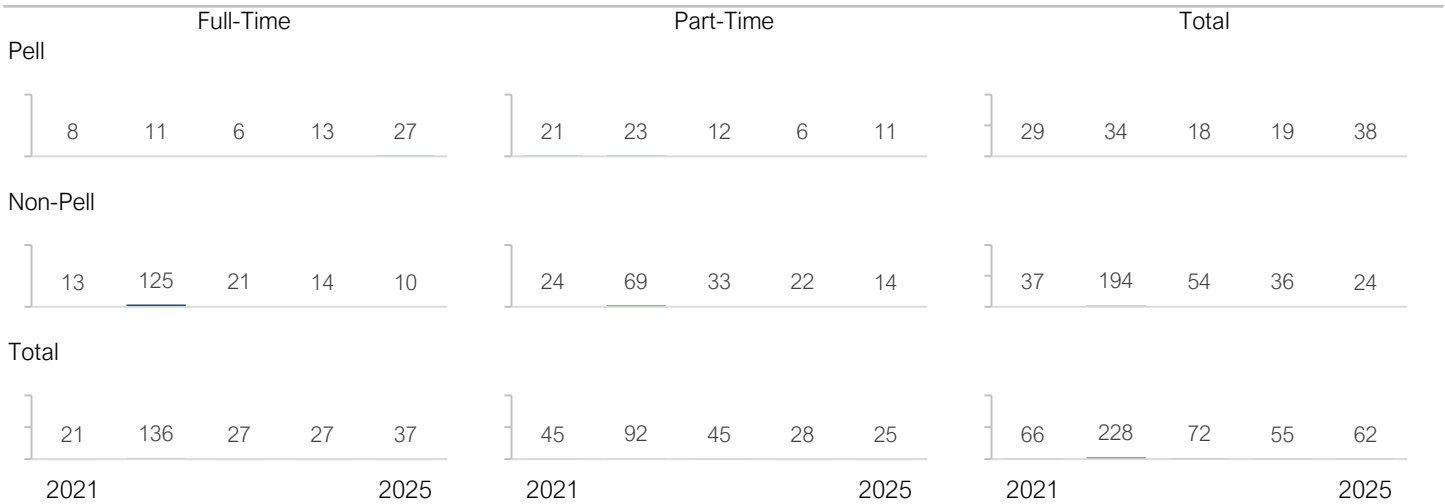 Full-Time Part-Time Total
Pell
8 11 6 13 27 21 23 12 6 11 29 34 18 19 38
Non-Pell
13 125 21 14 10 24 69 33 22 14 37 194 54 36 24
Total
21 136 27 27 37 45 92 45 28 25 66 228 72 55 62
2021 2025 2021 2025 2021 2025